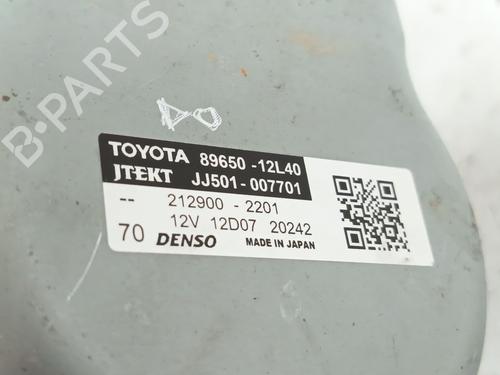 B-PARTS
TOYOTA 89650-12L40
JTEKT JJ501-007701
-- 212900-2201
12V 12D07 20242
70 DENSO MADE IN JAPAN